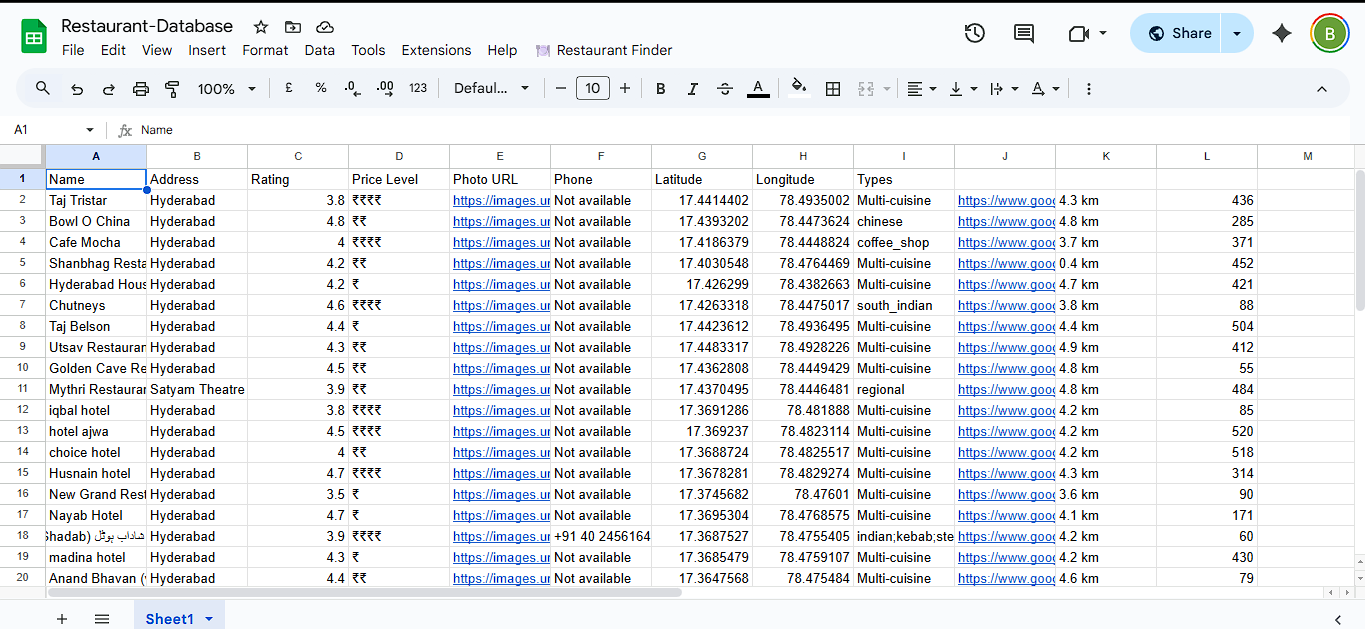 Restaurant-Database
File Edit View Insert Format Data Tools Extensions Help Restaurant Finder
Share
B
100% £ % .0 .00 123 Defaul... 10 B I A
A1 fx Name
A B C D E F G H I J K L M
1 Name Address Rating Price Level Photo URL Phone Latitude Longitude Types
2 Taj Tristar Hyderabad 3.8 ₹₹₹₹ https://images.un Not available 17.4414402 78.4935002 Multi-cuisine https://www.goog 4.3 km 436
3 Bowl O China Hyderabad 4.8 ₹₹ https://images.un Not available 17.4393202 78.4473624 chinese https://www.goog 4.8 km 285
4 Cafe Mocha Hyderabad 4 ₹₹₹₹ https://images.un Not available 17.4186379 78.4448824 coffee_shop https://www.goog 3.7 km 371
5 Shanbhag Resta Hyderabad 4.2 ₹₹ https://images.un Not available 17.4030548 78.4764469 Multi-cuisine https://www.goog 0.4 km 452
6 Hyderabad Hous Hyderabad 4.2 ₹ https://images.un Not available 17.426299 78.4382663 Multi-cuisine https://www.goog 4.7 km 421
7 Chutneys Hyderabad 4.6 ₹₹₹₹ https://images.un Not available 17.4263318 78.4475017 south_indian https://www.goog 3.8 km 88
8 Taj Belson Hyderabad 4.4 ₹ https://images.un Not available 17.4423612 78.4936495 Multi-cuisine https://www.goog 4.4 km 504
9 Utsav Restauran Hyderabad 4.3 ₹₹ https://images.un Not available 17.4483317 78.4928226 Multi-cuisine https://www.goog 4.9 km 412
10 Golden Cave Re Hyderabad 4.5 ₹₹ https://images.un Not available 17.4362808 78.4449429 Multi-cuisine https://www.goog 4.8 km 55
11 Mythri Restaurar Satyam Theatre 3.9 ₹₹ https://images.un Not available 17.4370495 78.4446481 regional https://www.goog 4.8 km 484
12 iqbal hotel Hyderabad 3.8 ₹₹₹₹ https://images.un Not available 17.3691286 78.481888 Multi-cuisine https://www.goog 4.2 km 85
13 hotel ajwa Hyderabad 4.5 ₹₹₹₹ https://images.un Not available 17.369237 78.4823114 Multi-cuisine https://www.goog 4.2 km 520
14 choice hotel Hyderabad 4 ₹₹ https://images.un Not available 17.3688724 78.4825517 Multi-cuisine https://www.goog 4.2 km 518
15 Husnain hotel Hyderabad 4.7 ₹₹₹₹ https://images.un Not available 17.3678281 78.4829274 Multi-cuisine https://www.goog 4.3 km 314
16 New Grand Rest Hyderabad 3.5 ₹ https://images.un Not available 17.3745682 78.47601 Multi-cuisine https://www.goog 3.6 km 90
17 Nayab Hotel Hyderabad 4.7 ₹ https://images.un Not available 17.3695304 78.4768575 Multi-cuisine https://www.goog 4.1 km 171
18 Shadab) شاداب ہوٹل Hyderabad 3.9 ₹₹₹₹ https://images.un +91 40 2456164 17.3687527 78.4755405 indian;kebab;ste https://www.goog 4.2 km 60
19 madina hotel Hyderabad 4.3 ₹ https://images.un Not available 17.3685479 78.4759107 Multi-cuisine https://www.goog 4.2 km 430
20 Anand Bhavan ( Hyderabad 4.4 ₹₹ https://images.un Not available 17.3647568 78.475484 Multi-cuisine https://www.goog 4.6 km 79
Sheet1